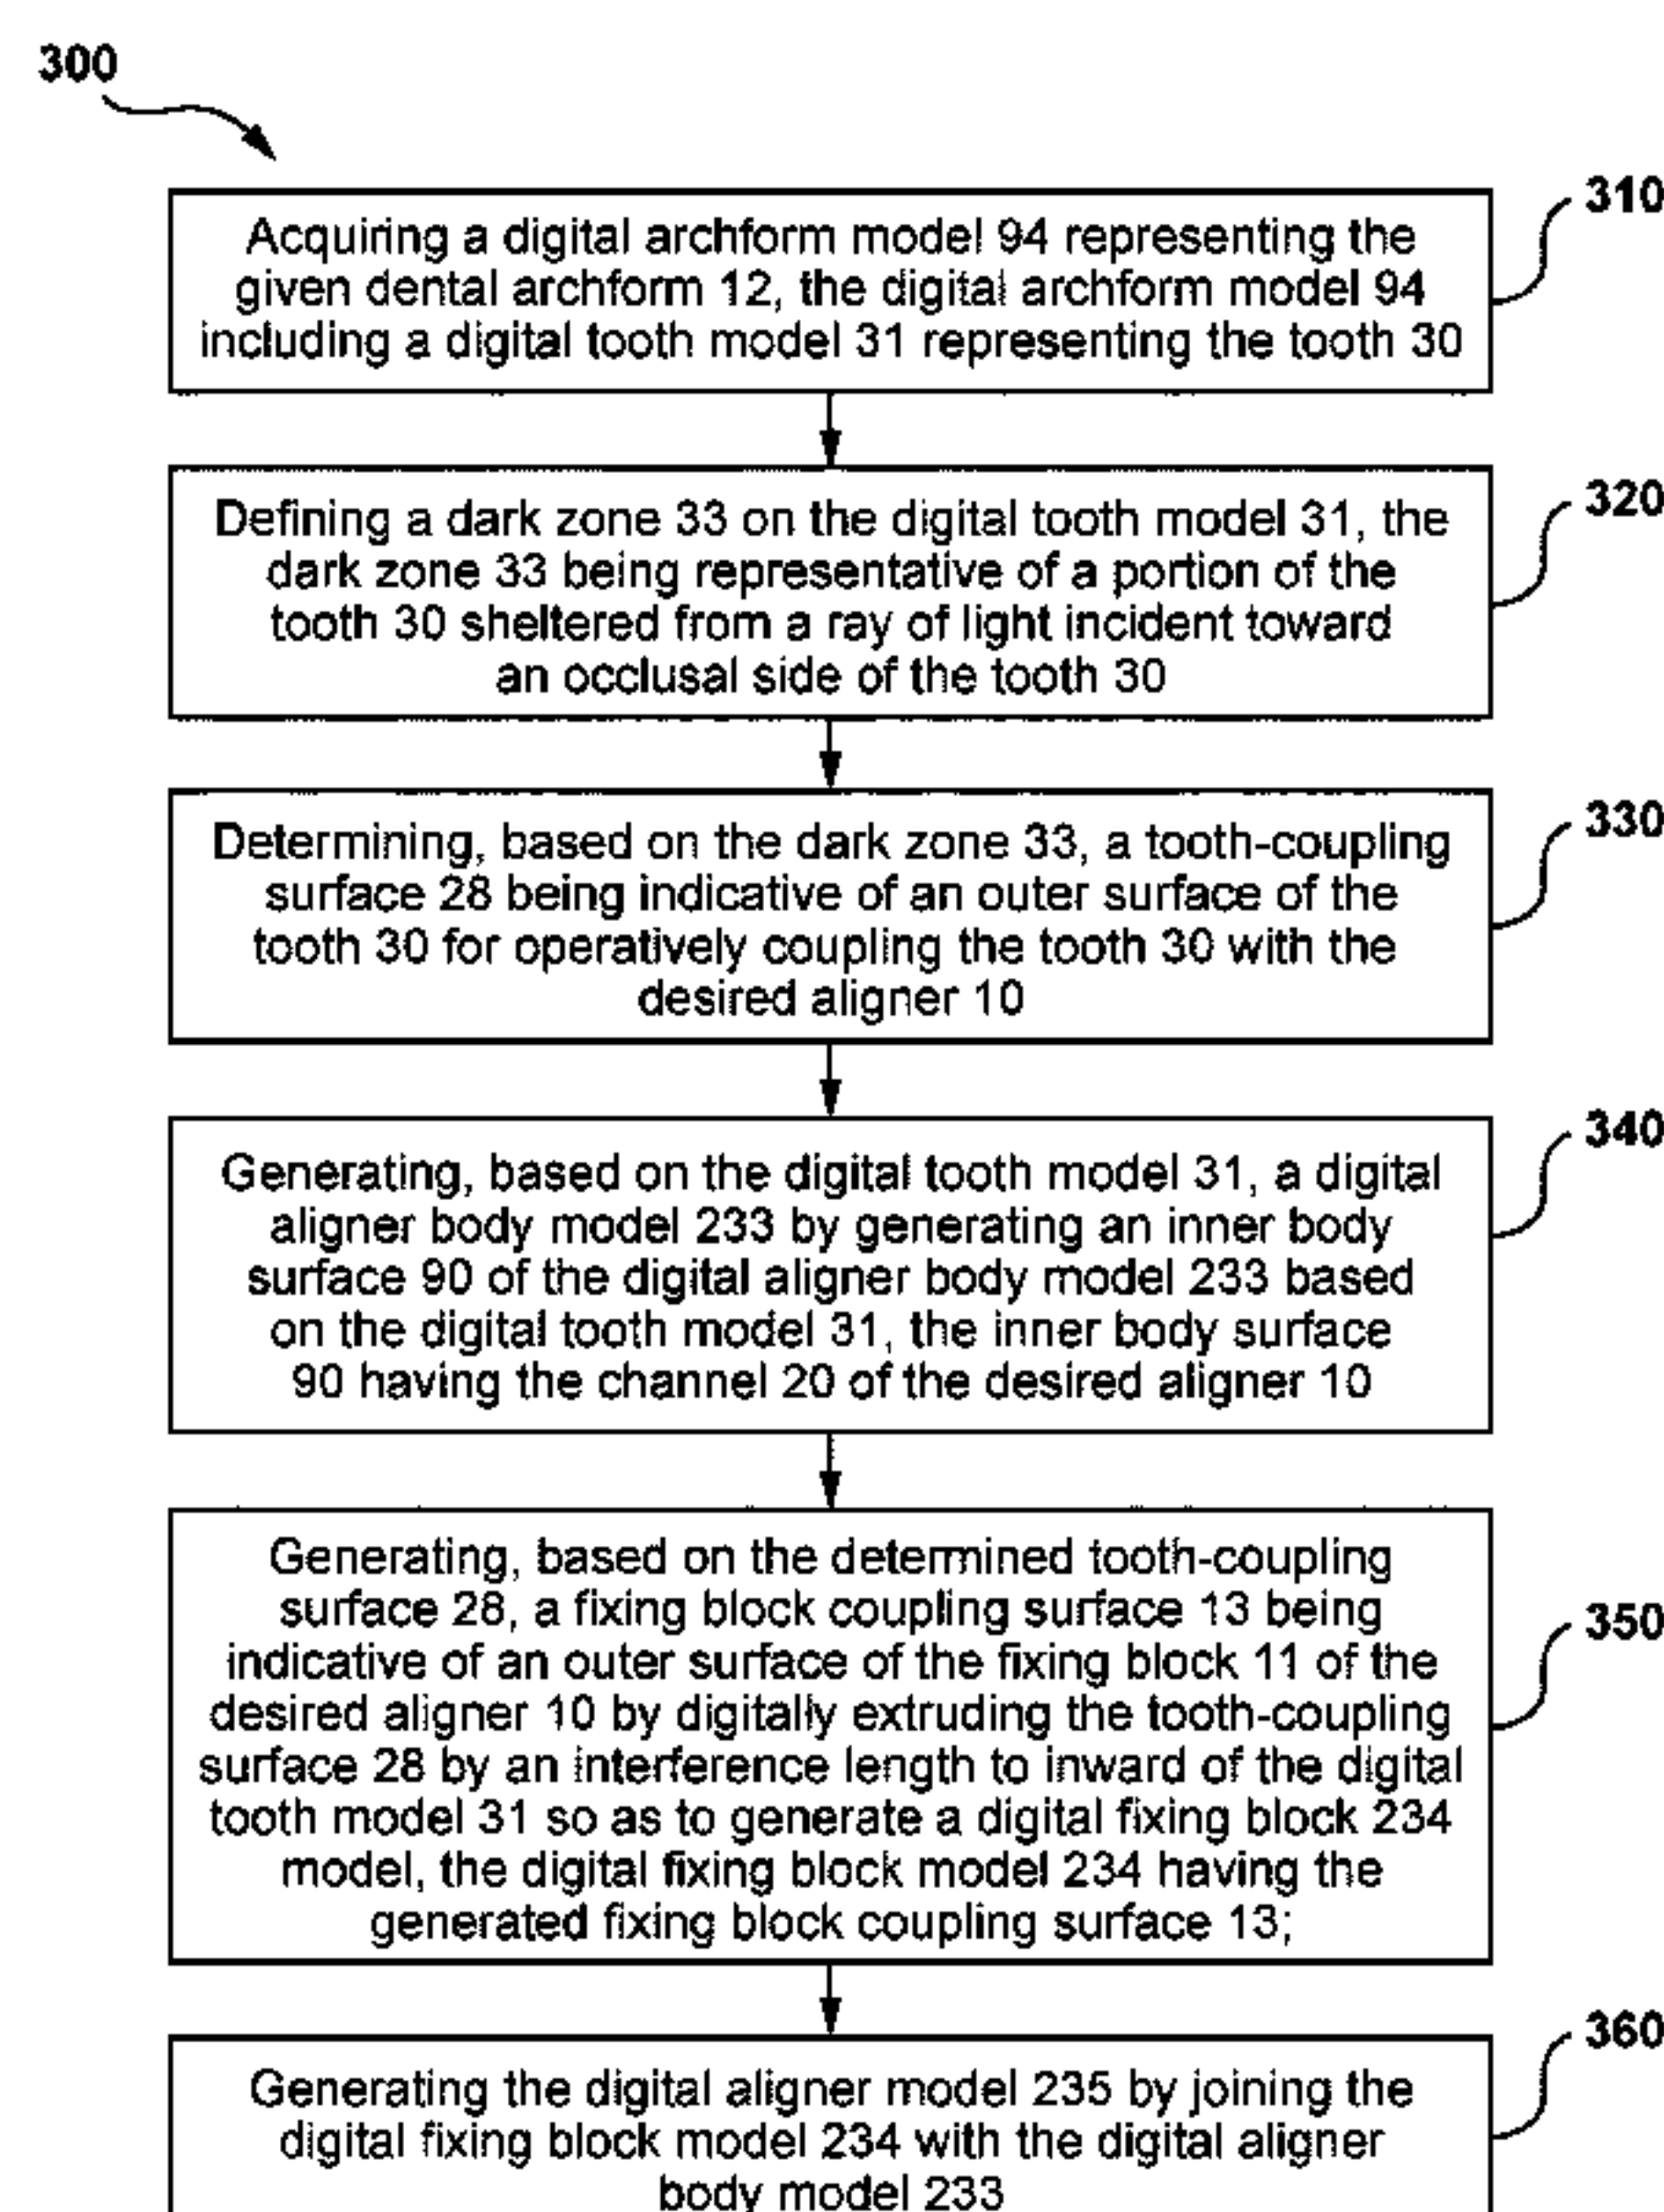 300
310
Acquiring a digital archform model 94 representing the
given dental archform 12, the digital archform model 94
including a digital tooth model 31 representing the tooth 30
320
Defining a dark zone 33 on the digital tooth model 31, the
dark zone 33 being representative of a portion of the
tooth 30 sheltered from a ray of light incident toward
an occlusal side of the tooth 30
330
Determining, based on the dark zone 33, a tooth-coupling
surface 28 being indicative of an outer surface of the
tooth 30 for operatively coupling the tooth 30 with the
desired aligner 10
340
Generating, based on the digital tooth model 31, a digital
aligner body model 233 by generating an inner body
surface 90 of the digital aligner body model 233 based
on the digital tooth model 31, the inner body surface
90 having the channel 20 of the desired aligner 10
350
Generating, based on the determined tooth-coupling
surface 28, a fixing block coupling surface 13 being
indicative of an outer surface of the fixing block 11 of the
desired aligner 10 by digitally extruding the tooth-coupling
surface 28 by an interference length to inward of the digital
tooth model 31 so as to generate a digital fixing block 234
model, the digital fixing block model 234 having the
generated fixing block coupling surface 13;
360
Generating the digital aligner model 235 by joining the
digital fixing block model 234 with the digital aligner
body model 233